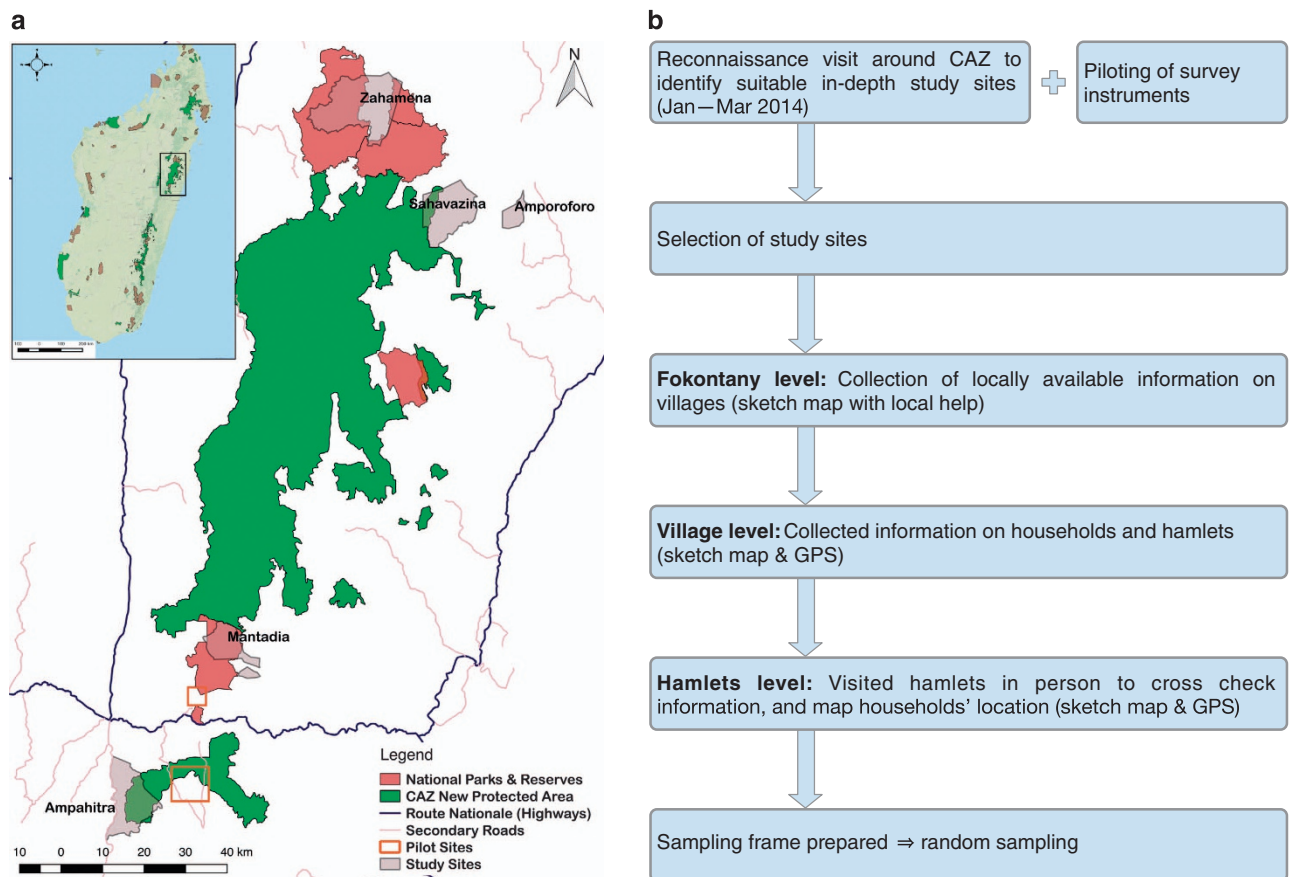 a
N
Zahamena
Sahavazina
Amporoforo
Mantadia
Ampahitra
Legend
National Parks & Reserves
CAZ New Protected Area
Route Nationale (Highways)
Secondary Roads
Pilot Sites
Study Sites
10 0 10 20 30 40 km
b
Reconnaissance visit around CAZ to
identify suitable in-depth study sites
(Jan—Mar 2014)
Piloting of survey
instruments
Selection of study sites
Fokontany level: Collection of locally available information on
villages (sketch map with local help)
Village level: Collected information on households and hamlets
(sketch map & GPS)
Hamlets level: Visited hamlets in person to cross check
information, and map households’ location (sketch map & GPS)
Sampling frame prepared ⇒ random sampling